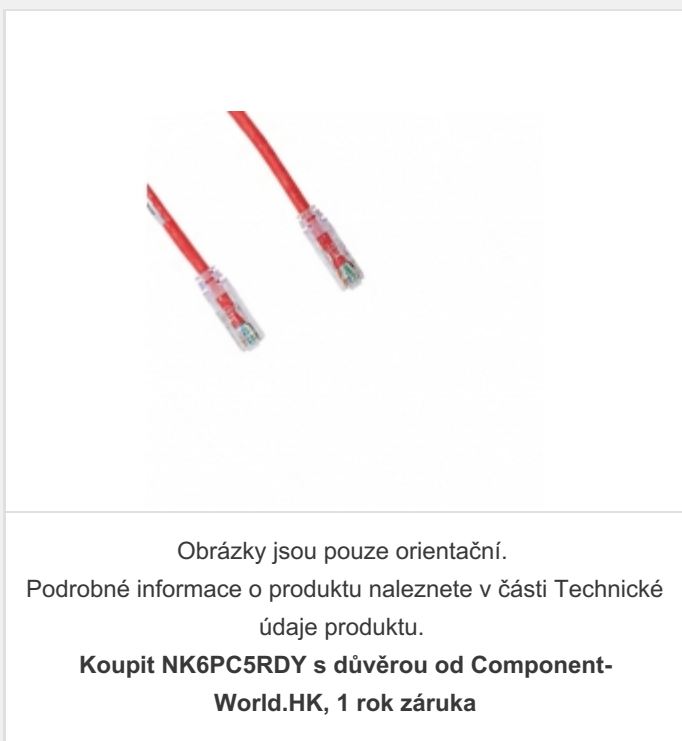 Obrázky jsou pouze orientační.
Podrobné informace o produktu naleznete v části Technické
údaje produktu.
Koupit NK6PC5RDY s důvěrou od Component-
World.HK, 1 rok záruka